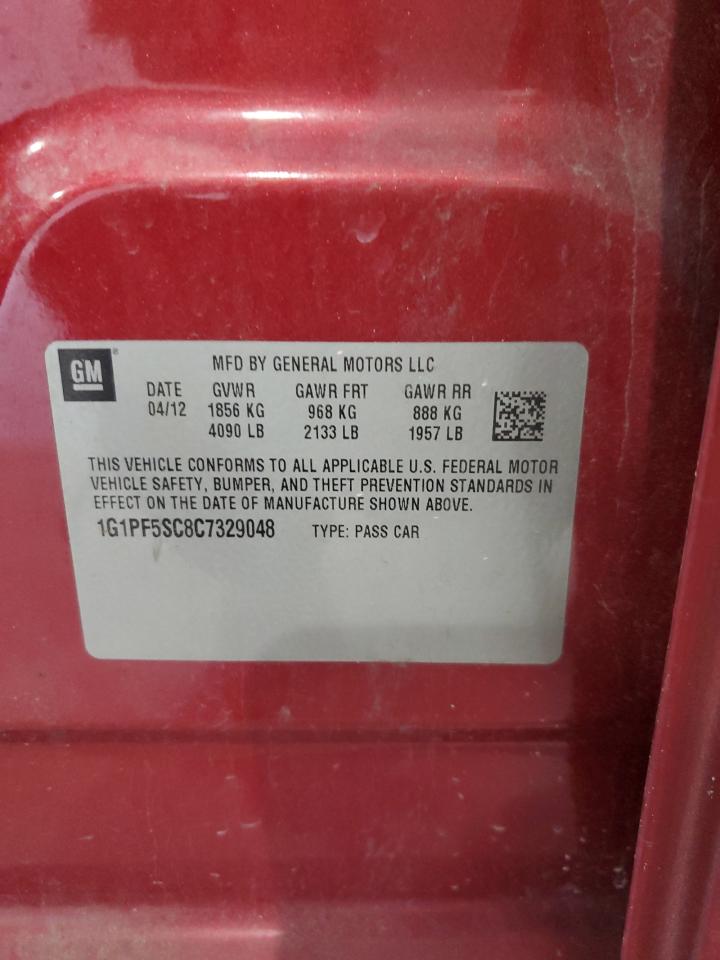 GM
MFD BY GENERAL MOTORS LLC
DATE GVWR GAWR FRT GAWR RR
04/12 1856 KG 968 KG 888 KG
4090 LB 2133 LB 1957 LB
THIS VEHICLE CONFORMS TO ALL APPLICABLE U.S. FEDERAL MOTOR
VEHICLE SAFETY, BUMPER, AND THEFT PREVENTION STANDARDS IN
EFFECT ON THE DATE OF MANUFACTURE SHOWN ABOVE.
1G1PF5SC8C7329048 TYPE: PASS CAR